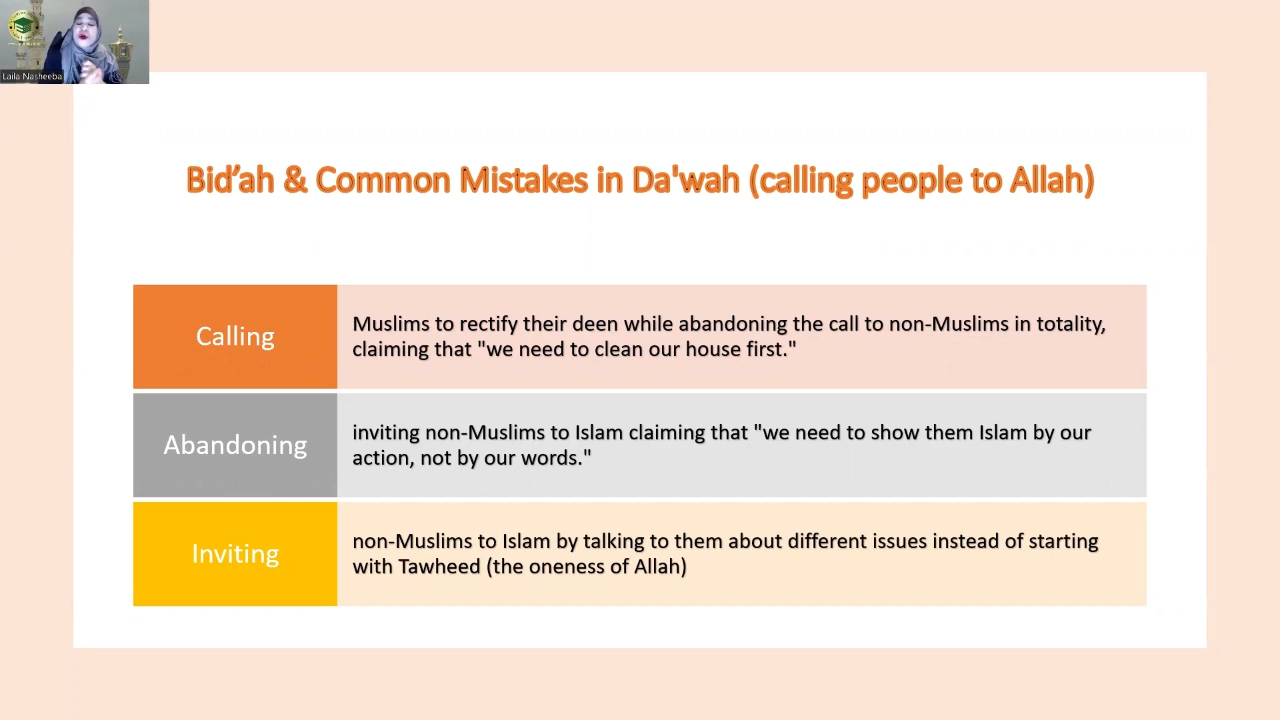 Laila Nasheeba
Bid’ah & Common Mistakes in Da'wah (calling people to Allah)
Calling
Muslims to rectify their deen while abandoning the call to non-Muslims in totality,
claiming that "we need to clean our house first."
Abandoning
inviting non-Muslims to Islam claiming that "we need to show them Islam by our
action, not by our words."
Inviting
non-Muslims to Islam by talking to them about different issues instead of starting
with Tawheed (the oneness of Allah)